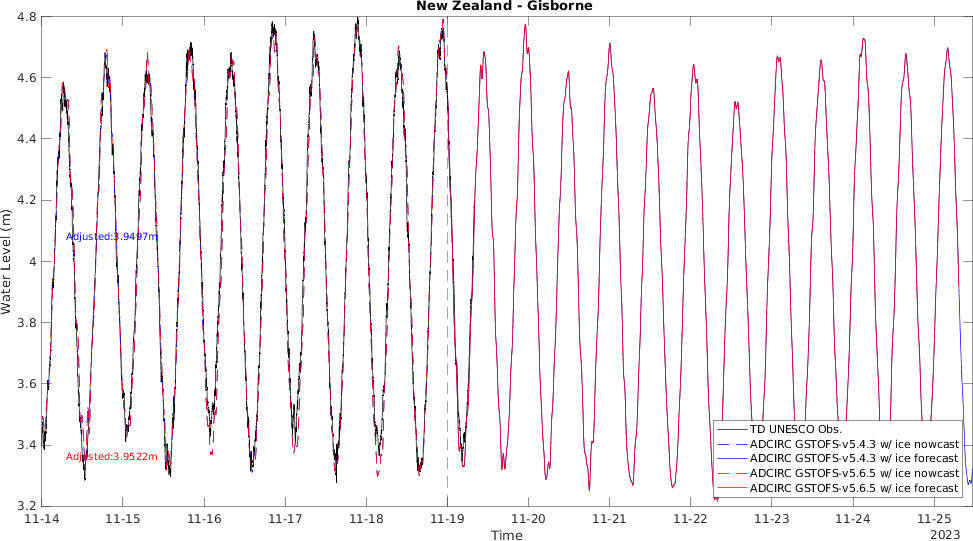 New Zealand - Gisborne
4.8
4.6
4.4
4.2
4
3.8
3.6
3.4
3.2
Water Level (m)
Adjusted:3.9497m
Adjusted:3.9522m
TD UNESCO Obs.
ADCIRC GSTOFS-v5.4.3 w/ ice nowcast
ADCIRC GSTOFS-v5.4.3 w/ ice forecast
ADCIRC GSTOFS-v5.6.5 w/ ice nowcast
ADCIRC GSTOFS-v5.6.5 w/ ice forecast
11-14 11-15 11-16 11-17 11-18 11-19 11-20 11-21 11-22 11-23 11-24 11-25
Time
2023